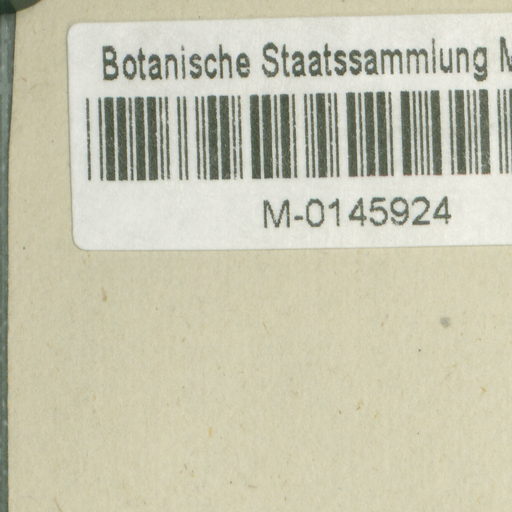 Botanische Staatssammlung
M-0145924